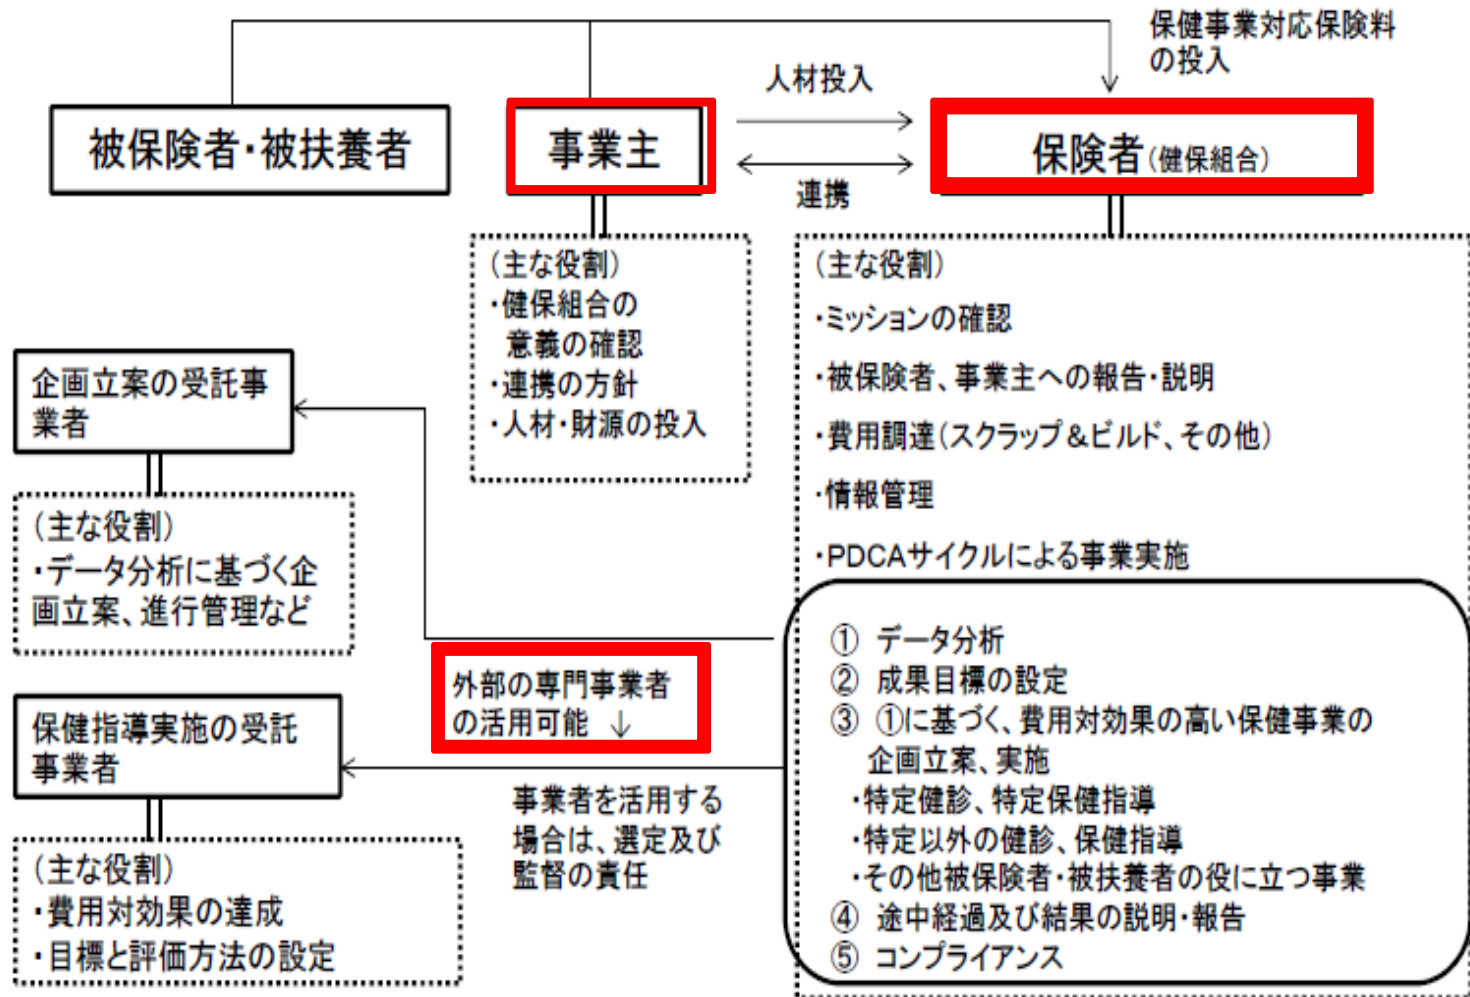 保健事業対応保険料
の投入
人材投入
被保険者・被扶養者
事業主
保険者(健保組合)
連携
(主な役割)
・健保組合の
意義の確認
・連携の方針
・人材・財源の投入
(主な役割)
・ミッションの確認
・被保険者、事業主への報告・説明
・費用調達(スクラップ&ビルド、その他)
・情報管理
・PDCAサイクルによる事業実施
① データ分析
② 成果目標の設定
③ ①に基づく、費用対効果の高い保健事業の
企画立案、実施
・特定健診、特定保健指導
・特定以外の健診、保健指導
・その他被保険者・被扶養者の役に立つ事業
④ 途中経過及び結果の説明・報告
⑤ コンプライアンス
企画立案の受託事
業者
(主な役割)
・データ分析に基づく企
画立案、進行管理など
外部の専門事業者
の活用可能 ↓
保健指導実施の受託
事業者
事業者を活用する
場合は、選定及び
監督の責任
(主な役割)
・費用対効果の達成
・目標と評価方法の設定